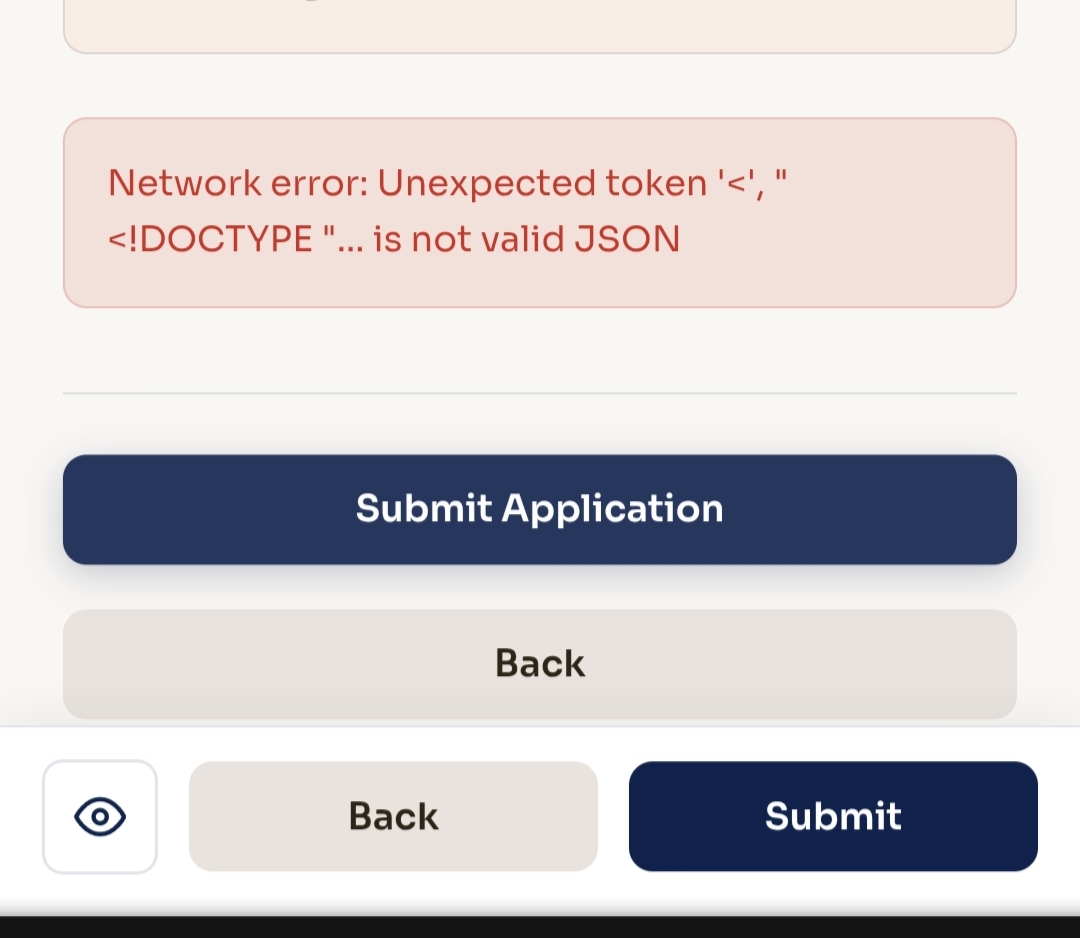 Network error: Unexpected token '<', "
<!DOCTYPE "... is not valid JSON
Submit Application
Back
Back
Submit